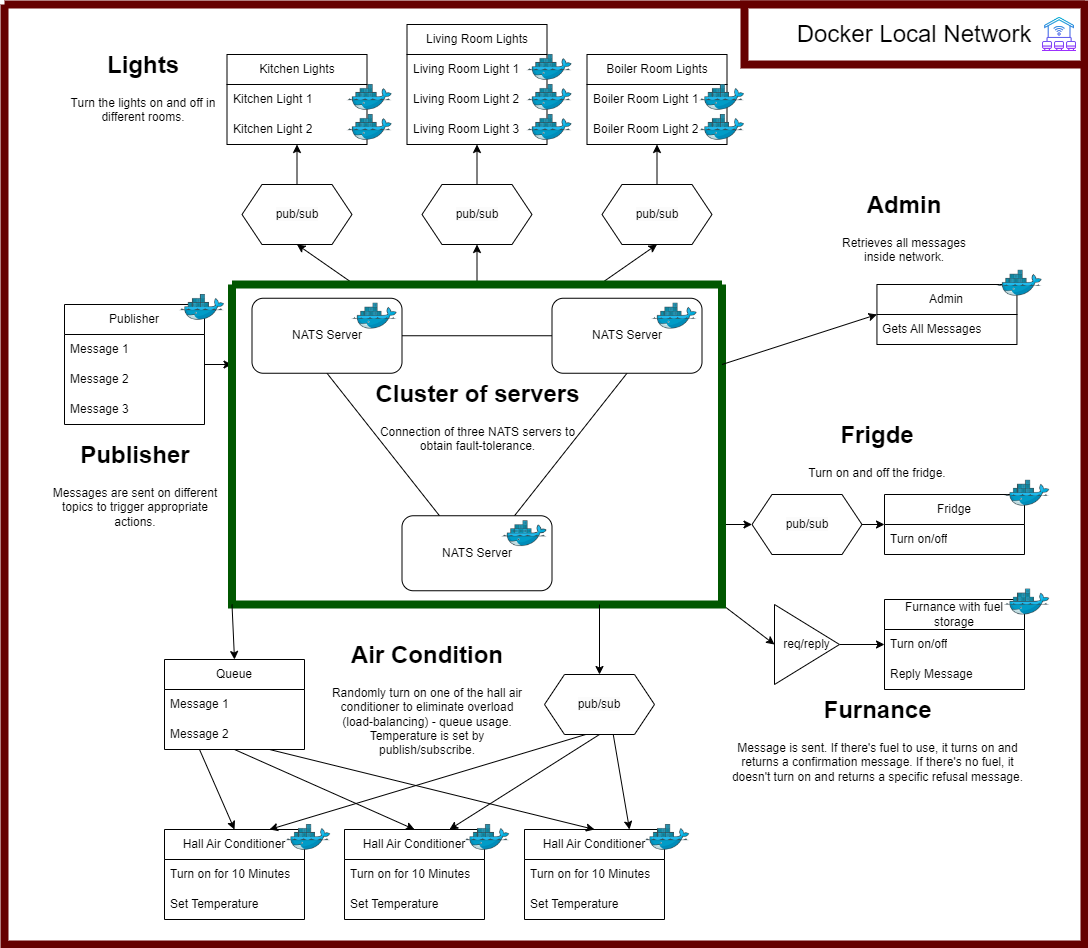 Docker Local Network
Lights
Turn the lights on and off in
different rooms.
Kitchen Lights
Kitchen Light 1
Kitchen Light 2
Living Room Lights
Living Room Light 1
Living Room Light 2
Living Room Light 3
Boiler Room Lights
Boiler Room Light 1
Boiler Room Light 2
pub/sub
pub/sub
pub/sub
Admin
Retrieves all messages
inside network.
Admin
Gets All Messages
Publisher
Message 1
Message 2
Message 3
Publisher
Messages are sent on different
topics to trigger appropriate
actions.
NATS Server
NATS Server
Cluster of servers
Connection of three NATS servers to
obtain fault-tolerance.
NATS Server
Frigde
Turn on and off the fridge.
pub/sub
Fridge
Turn on/off
req/reply
Furnance with fuel
storage
Turn on/off
Reply Message
Furnance
Message is sent. If there's fuel to use, it turns on and
returns a confirmation message. If there's no fuel, it
doesn't turn on and returns a specific refusal message.
Queue
Message 1
Message 2
Air Condition
Randomly turn on one of the hall air
conditioner to eliminate overload
(load-balancing) - queue usage.
Temperature is set by
publish/subscribe.
pub/sub
Hall Air Conditioner
Turn on for 10 Minutes
Set Temperature
Hall Air Conditioner
Turn on for 10 Minutes
Set Temperature
Hall Air Conditioner
Turn on for 10 Minutes
Set Temperature